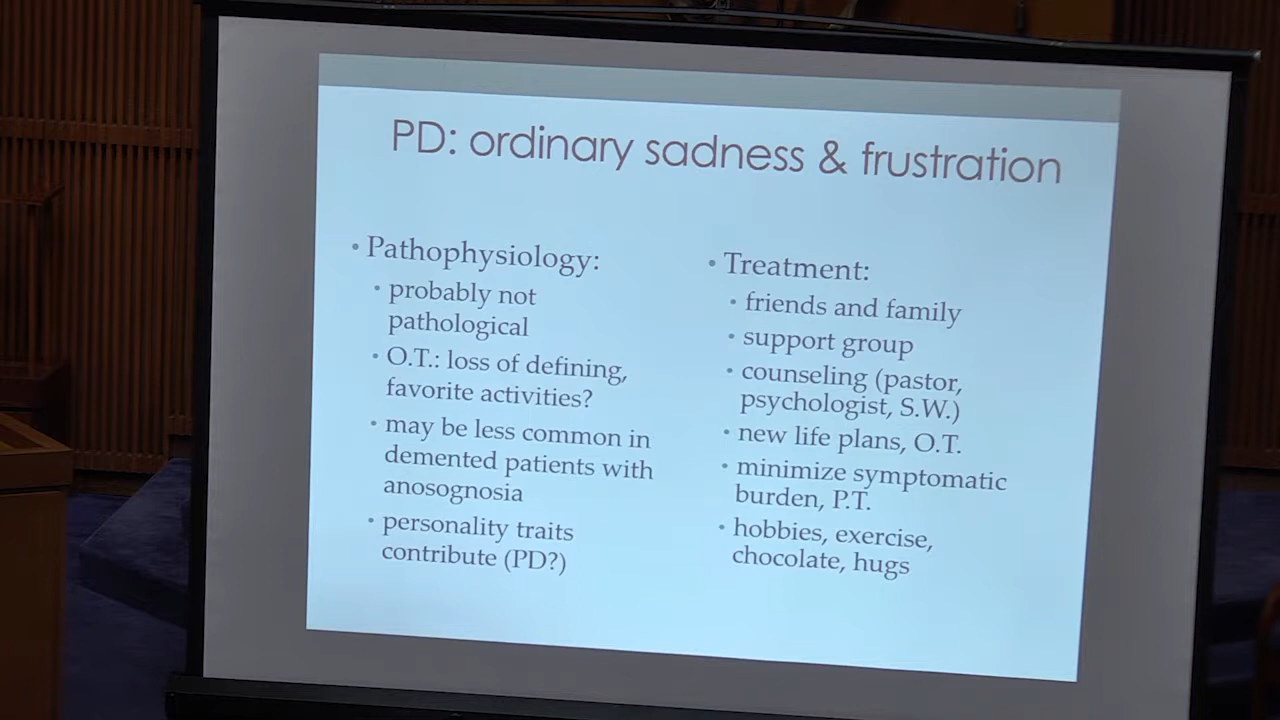 PD: ordinary sadness & frustration
• Pathophysiology:
• probably not
pathological
• O.T.: loss of defining,
favorite activities?
• may be less common in
demented patients with
anosognosia
• personality traits
contribute (PD?)
• Treatment:
• friends and family
• support group
• counseling (pastor,
psychologist, S.W.)
• new life plans, O.T.
• minimize symptomatic
burden, P.T.
• hobbies, exercise,
chocolate, hugs